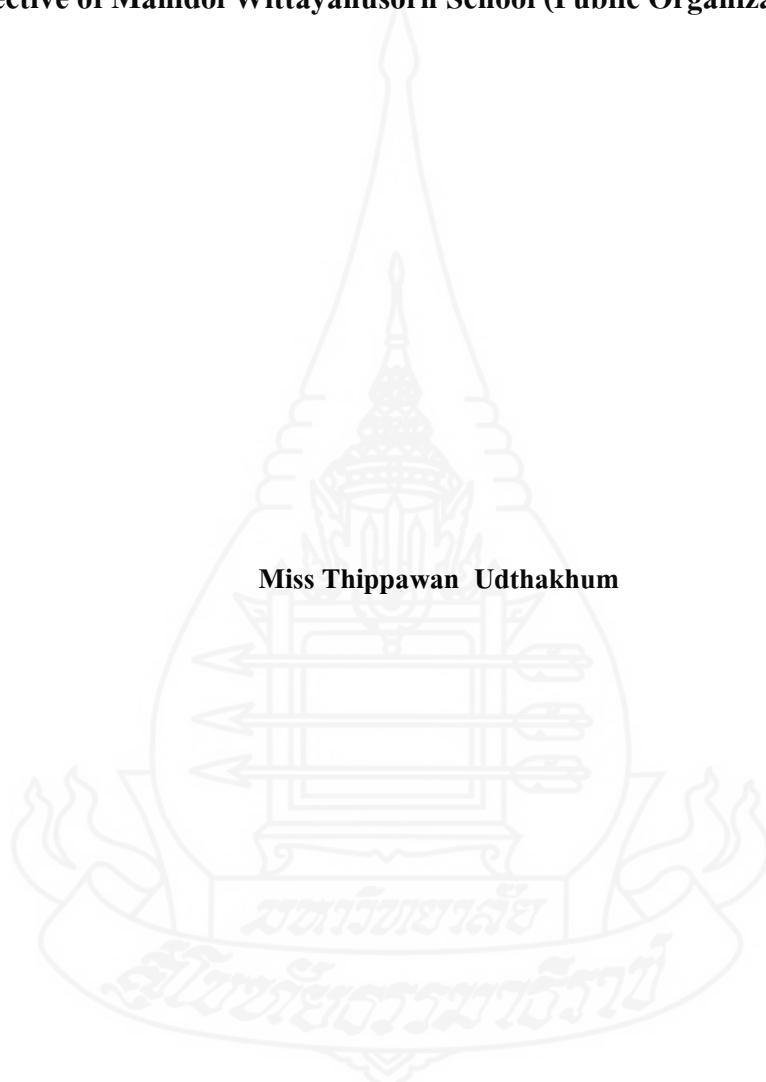 ective of Mahidol Wittayanusorn School (Public Organiza
Miss Thippawan Udthakhum
มหาวิทยาลัย
สุโขทัยธรรมาธิราช